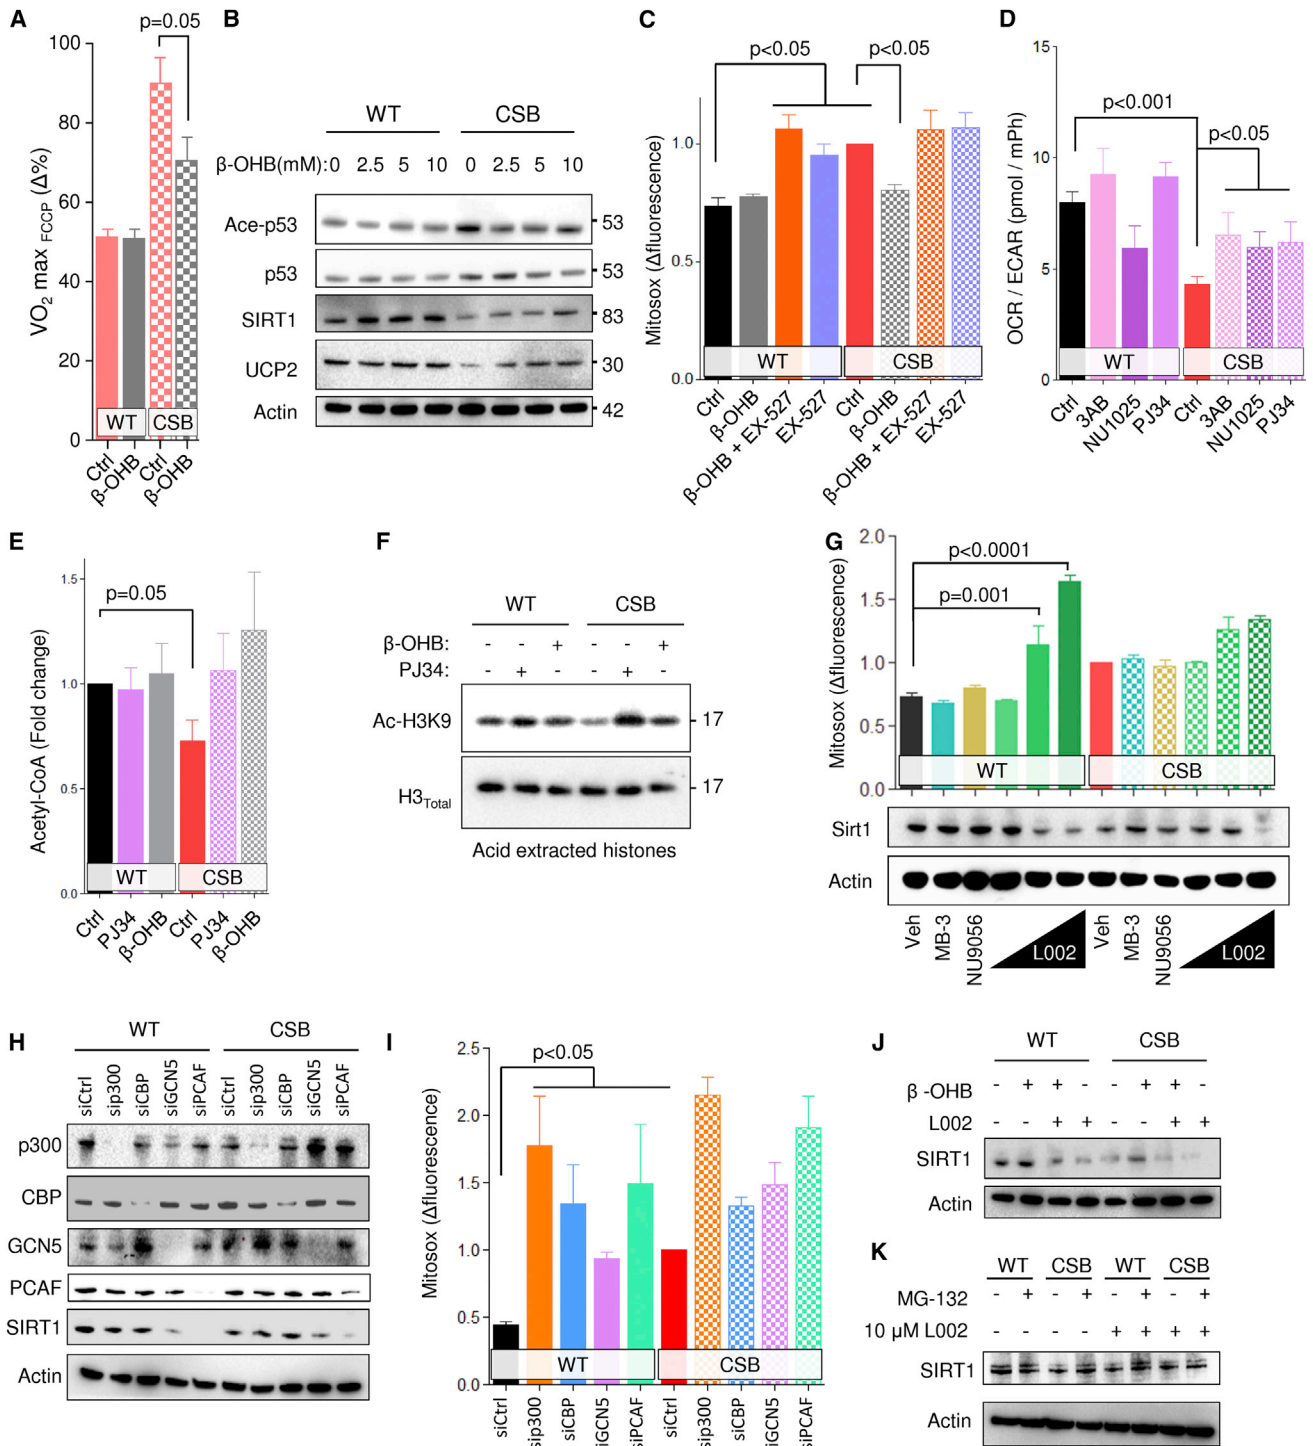 A
p=0.05
100
80
60
40
20
0
VO2 max FCCP (Δ%)
WT
CSB
Ctrl
β-OHB
Ctrl
β-OHB
B
WT
CSB
β-OHB(mM): 0 2.5 5 10 0 2.5 5 10
Ace-p53
53
p53
53
SIRT1
83
UCP2
30
Actin
42
C
p<0.05
p<0.05
1.0
0.5
0.0
Mitosox (Δfluorescence)
WT
CSB
Ctrl
β-OHB
β-OHB + EX-527
EX-527
Ctrl
β-OHB
β-OHB + EX-527
EX-527
D
15
10
5
0
p<0.001
p<0.05
OCR / ECAR (pmol / mPh)
WT
CSB
Ctrl
3AB
NU1025
PJ34
Ctrl
3AB
NU1025
PJ34
E
1.5
1.0
0.5
0.0
p=0.05
Acetyl-CoA (Fold change)
WT
CSB
Ctrl
PJ34
β-OHB
Ctrl
PJ34
β-OHB
F
WT
CSB
β-OHB: - - + - - +
PJ34: - + - - + -
Ac-H3K9
17
H3Total
17
Acid extracted histones
G
2.0
1.5
1.0
0.5
0.0
p<0.0001
p=0.001
Mitosox (Δfluorescence)
WT
CSB
Sirt1
Actin
Veh
MB-3
NU9056
L002
Veh
MB-3
NU9056
L002
H
WT
CSB
siCtrl
sip300
siCBP
siGCN5
siPCAF
siCtrl
sip300
siCBP
siGCN5
siPCAF
p300
CBP
GCN5
PCAF
SIRT1
Actin
I
2.5
2.0
1.5
1.0
0.5
0.0
p<0.05
Mitosox (Δfluorescence)
WT
CSB
siCtrl
sip300
siCBP
siGCN5
siPCAF
siCtrl
sip300
siCBP
siGCN5
siPCAF
J
WT
CSB
β -OHB - + + - - + + -
L002 - - + + - - + +
SIRT1
Actin
K
WT
CSB
WT
CSB
MG-132 - + - + - + - +
10 μM L002 - - - - + + + +
SIRT1
Actin